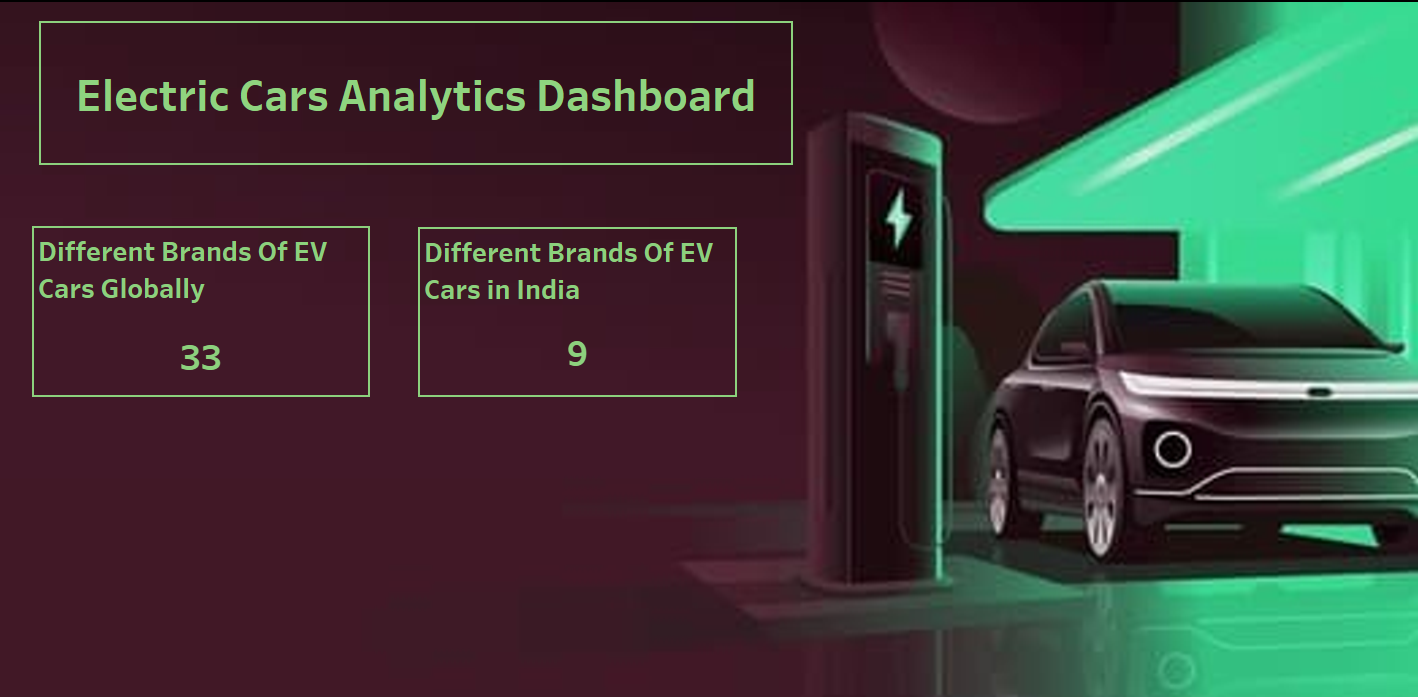 Electric Cars Analytics Dashboard
Different Brands Of EV
Cars Globally
33
Different Brands Of EV
Cars in India
9